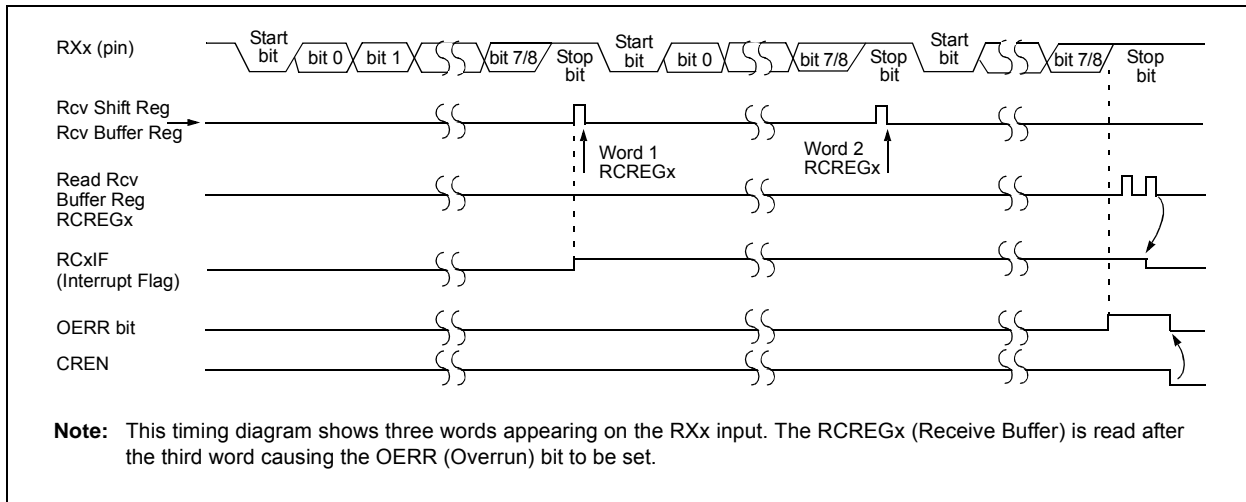 RXx (pin)
Start
bit
bit 0
bit 1
bit 7/8
Stop
bit
Start
bit
bit 0
bit 7/8
Stop
bit
Start
bit
bit 7/8
Stop
bit
Rcv Shift Reg
Rcv Buffer Reg
Word 1
RCREGx
Word 2
RCREGx
Read Rcv
Buffer Reg
RCREGx
RCxIF
(Interrupt Flag)
OERR bit
CREN
Note: This timing diagram shows three words appearing on the RXx input. The RCREGx (Receive Buffer) is read after
the third word causing the OERR (Overrun) bit to be set.